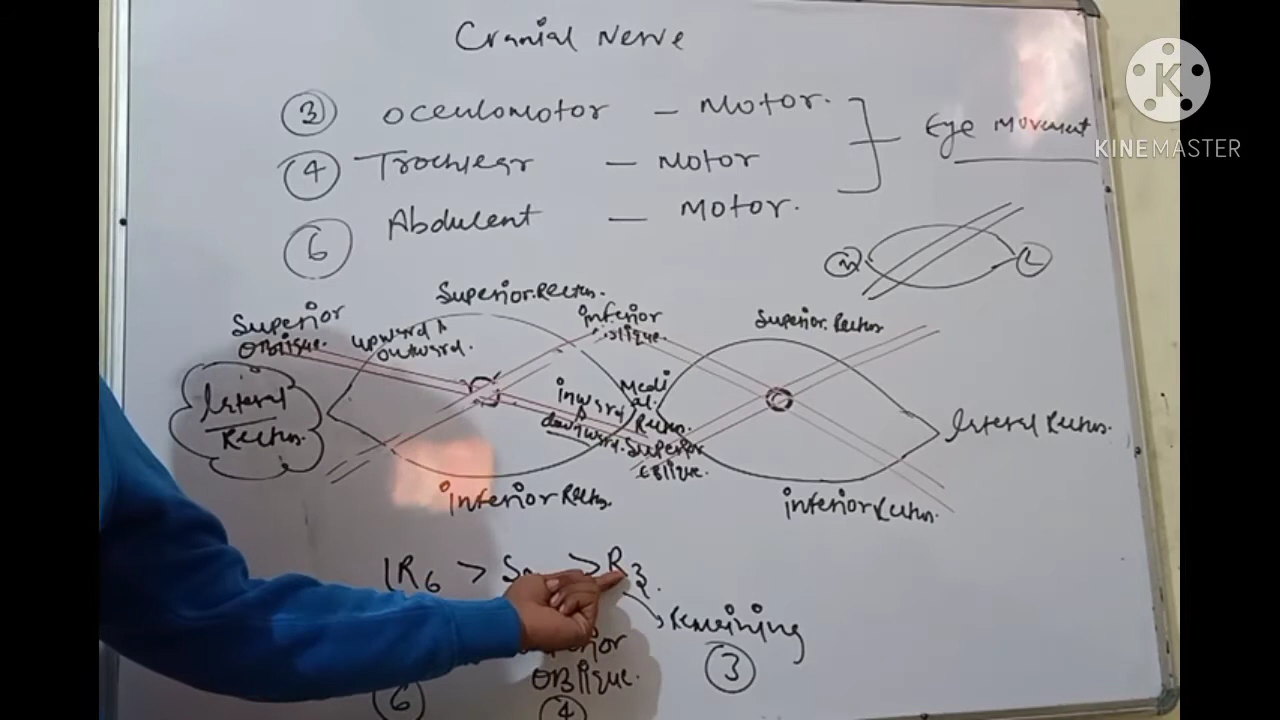 Cranial Nerve
K
KINEMASTER
3 Oceulomotor - Motor.
4 Trochlear - Motor
6 Abdulent - Motor.
Eye Movement
M L
Superior Oblique.
upward & outward.
Superior.Rectus.
inferior oblique.
Superior.Rectus
lateral Rectus.
inward & downward.
Medial. Rectus.
Superior Oblique.
lateral Rectus.
inferior Rectus.
inferior Rectus.
LR6 > S > R3.
Remaining
3
Oblique.
6
4